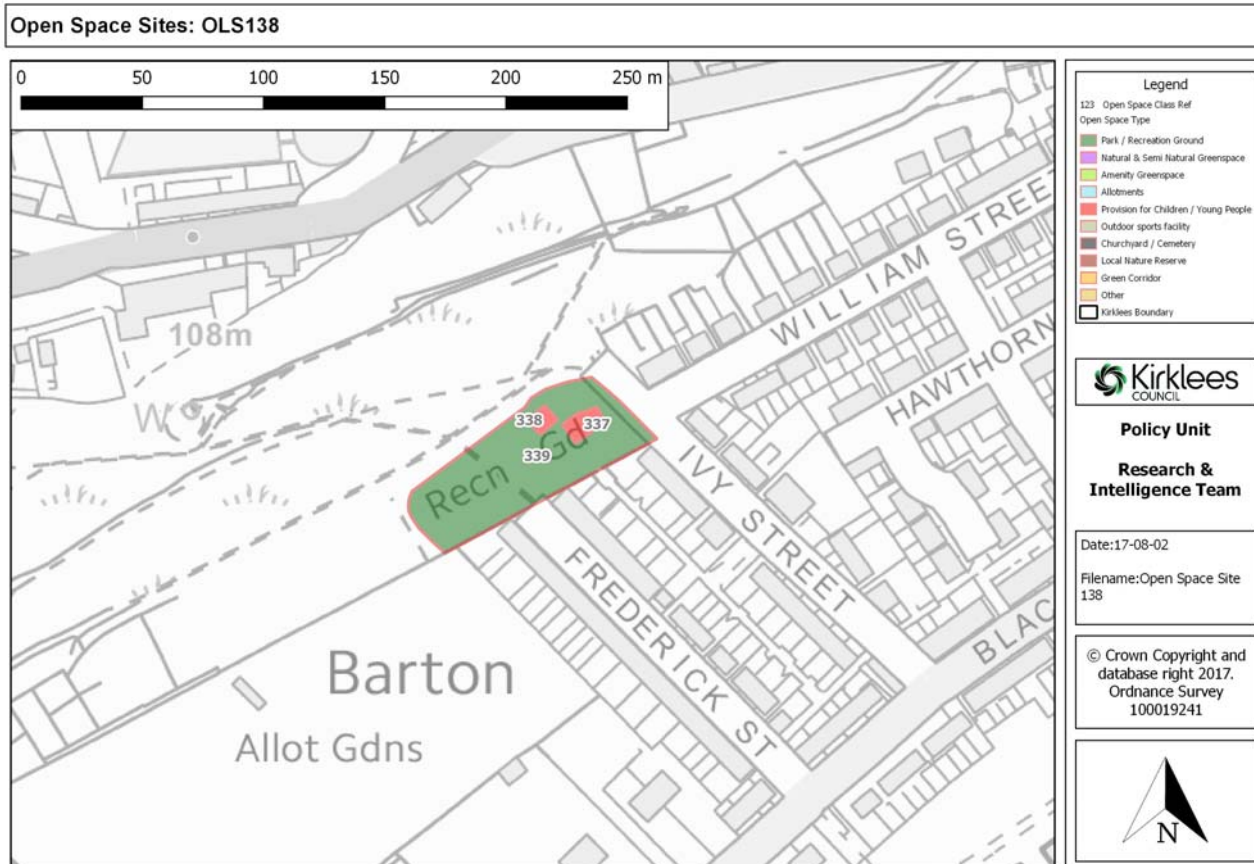 Open Space Sites: OLS138
0 50 100 150 200 250 m
108m
W
WILLIAM STREET
HAWTHORN
338
337
339
Recn Gd
IVY STREET
FREDERICK ST
BLAC
Barton
Allot Gdns
Legend
123 Open Space Class Ref
Open Space Type
Park / Recreation Ground
Natural & Semi Natural Greenspace
Amenity Greenspace
Allotments
Provision for Children / Young People
Outdoor sports facility
Churchyard / Cemetery
Local Nature Reserve
Green Corridor
Other
Kirklees Boundary
Kirklees
COUNCIL
Policy Unit
Research &
Intelligence Team
Date:17-08-02
Filename:Open Space Site
138
© Crown Copyright and
database right 2017.
Ordnance Survey
100019241
N